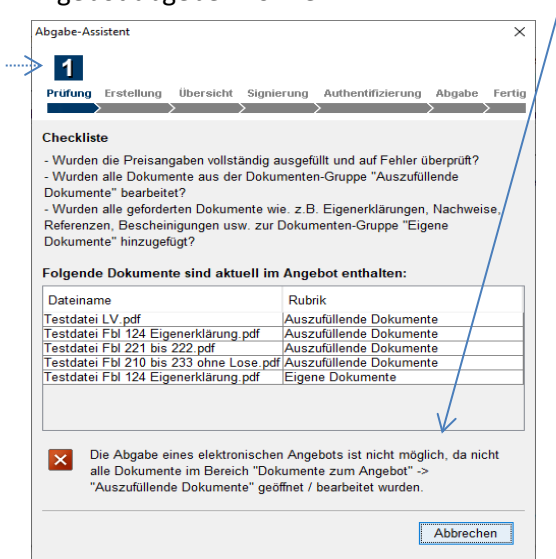 Abgabe-Assistent
1
Prüfung Erstellung Übersicht Signierung Authentifizierung Abgabe Fertig
Checkliste
- Wurden die Preisangaben vollständig ausgefüllt und auf Fehler überprüft?
- Wurden alle Dokumente aus der Dokumenten-Gruppe "Auszufüllende
Dokumente" bearbeitet?
- Wurden alle geforderten Dokumente wie. z.B. Eigenerklärungen, Nachweise,
Referenzen, Bescheinigungen usw. zur Dokumenten-Gruppe "Eigene
Dokumente" hinzugefügt?
Folgende Dokumente sind aktuell im Angebot enthalten:
Dateiname Rubrik
Testdatei LV.pdf Auszufüllende Dokumente
Testdatei Fbl 124 Eigenerklärung.pdf Auszufüllende Dokumente
Testdatei Fbl 221 bis 222.pdf Auszufüllende Dokumente
Testdatei Fbl 210 bis 233 ohne Lose.pdf Auszufüllende Dokumente
Testdatei Fbl 124 Eigenerklärung.pdf Eigene Dokumente
Die Abgabe eines elektronischen Angebots ist nicht möglich, da nicht
alle Dokumente im Bereich "Dokumente zum Angebot" ->
"Auszufüllende Dokumente" geöffnet / bearbeitet wurden.
Abbrechen